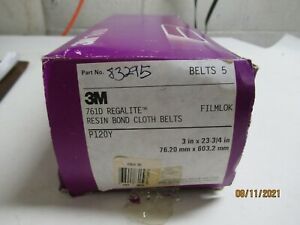 Part No. 83295
BELTS 5
3M
761D REGALITE™
FILMLOK
RESIN BOND CLOTH BELTS
P120Y
3 in x 23-3/4 in
76.20 mm x 603.2 mm
08/11/2021